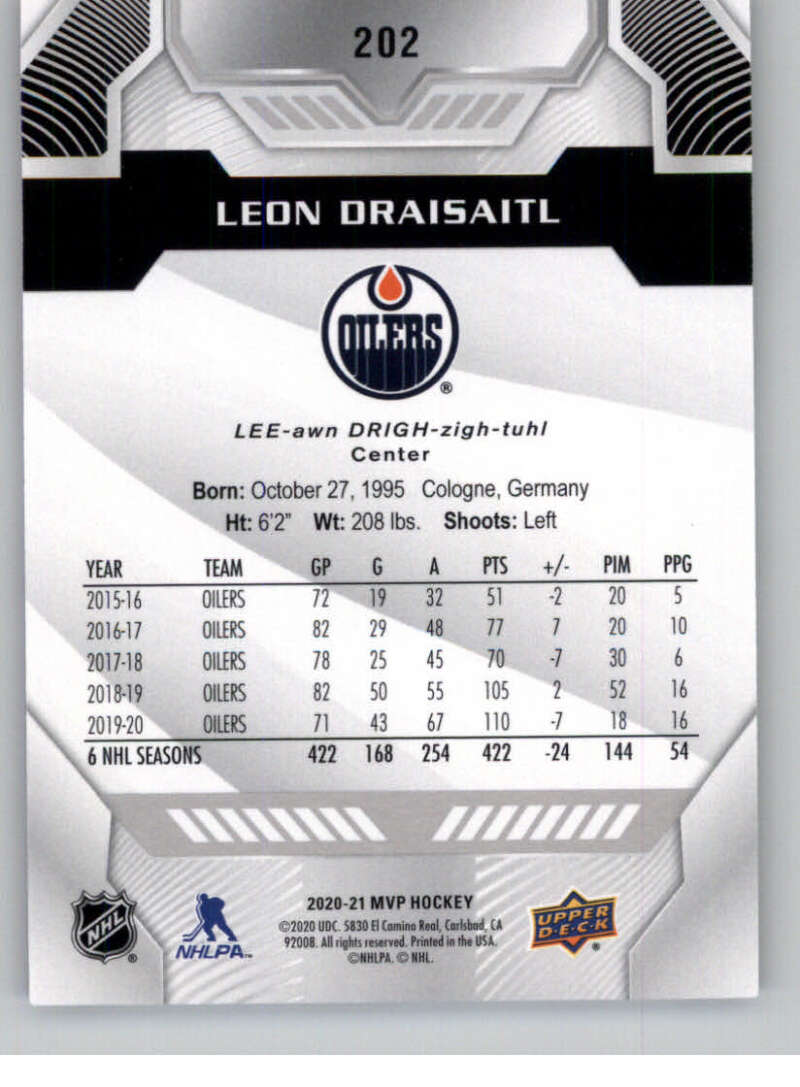 202
LEON DRAISAITL
OILERS
®
LEE-awn DRIGH-zigh-tuhl
Center
Born: October 27, 1995 Cologne, Germany
Ht: 6'2" Wt: 208 lbs. Shoots: Left
YEAR TEAM GP G A PTS +/- PIM PPG
2015-16 OILERS 72 19 32 51 -2 20 5
2016-17 OILERS 82 29 48 77 7 20 10
2017-18 OILERS 78 25 45 70 -7 30 6
2018-19 OILERS 82 50 55 105 2 52 16
2019-20 OILERS 71 43 67 110 -7 18 16
6 NHL SEASONS 422 168 254 422 -24 144 54
NHL ®
NHLPA™
2020-21 MVP HOCKEY
©2020 UDC. 5830 El Camino Real, Carlsbad, CA
92008. All rights reserved. Printed in the USA.
©NHLPA. © NHL.
UPPER
D·E·C·K ®